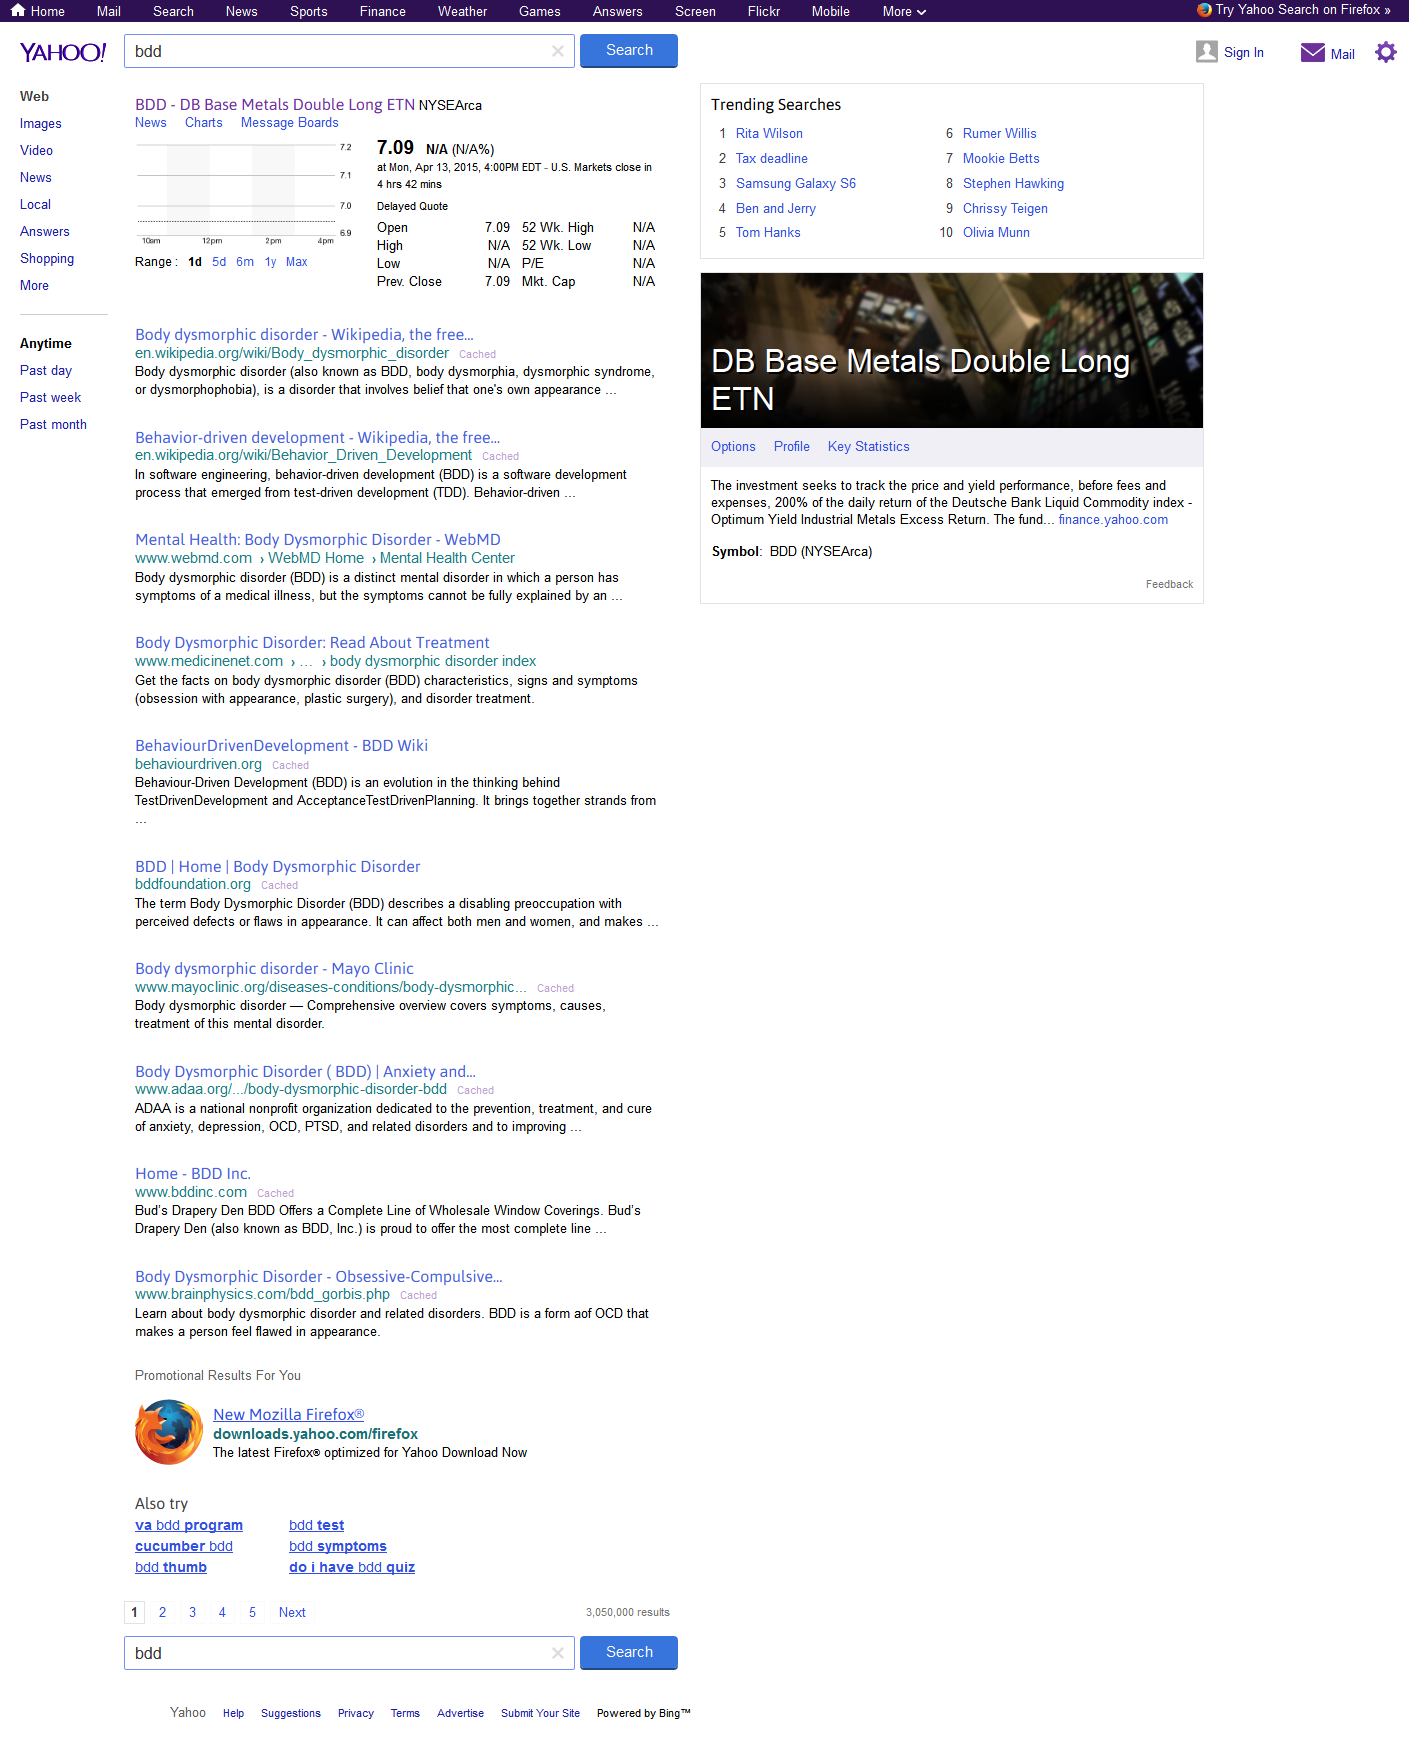 Home Mail Search News Sports Finance Weather Games Answers Screen Flickr Mobile More Try Yahoo Search on Firefox »
YAHOO! bdd Search Sign In Mail
Web
Images
Video
News
Local
Answers
Shopping
More
Anytime
Past day
Past week
Past month
BDD - DB Base Metals Double Long ETN NYSEArca
News Charts Message Boards
7.2
7.1
7.0
6.9
10am 12pm 2pm 4pm
Range : 1d 5d 6m 1y Max
7.09 N/A (N/A%)
at Mon, Apr 13, 2015, 4:00PM EDT - U.S. Markets close in
4 hrs 42 mins
Delayed Quote
Open 7.09 52 Wk. High N/A
High N/A 52 Wk. Low N/A
Low N/A P/E N/A
Prev. Close 7.09 Mkt. Cap N/A
Body dysmorphic disorder - Wikipedia, the free...
en.wikipedia.org/wiki/Body_dysmorphic_disorder Cached
Body dysmorphic disorder (also known as BDD, body dysmorphia, dysmorphic syndrome,
or dysmorphophobia), is a disorder that involves belief that one's own appearance ...
Behavior-driven development - Wikipedia, the free...
en.wikipedia.org/wiki/Behavior_Driven_Development Cached
In software engineering, behavior-driven development (BDD) is a software development
process that emerged from test-driven development (TDD). Behavior-driven ...
Mental Health: Body Dysmorphic Disorder - WebMD
www.webmd.com › WebMD Home › Mental Health Center
Body dysmorphic disorder (BDD) is a distinct mental disorder in which a person has
symptoms of a medical illness, but the symptoms cannot be fully explained by an ...
Body Dysmorphic Disorder: Read About Treatment
www.medicinenet.com › ... › body dysmorphic disorder index
Get the facts on body dysmorphic disorder (BDD) characteristics, signs and symptoms
(obsession with appearance, plastic surgery), and disorder treatment.
BehaviourDrivenDevelopment - BDD Wiki
behaviourdriven.org Cached
Behaviour-Driven Development (BDD) is an evolution in the thinking behind
TestDrivenDevelopment and AcceptanceTestDrivenPlanning. It brings together strands from
...
BDD | Home | Body Dysmorphic Disorder
bddfoundation.org Cached
The term Body Dysmorphic Disorder (BDD) describes a disabling preoccupation with
perceived defects or flaws in appearance. It can affect both men and women, and makes ...
Body dysmorphic disorder - Mayo Clinic
www.mayoclinic.org/diseases-conditions/body-dysmorphic... Cached
Body dysmorphic disorder — Comprehensive overview covers symptoms, causes,
treatment of this mental disorder.
Body Dysmorphic Disorder ( BDD) | Anxiety and...
www.adaa.org/.../body-dysmorphic-disorder-bdd Cached
ADAA is a national nonprofit organization dedicated to the prevention, treatment, and cure
of anxiety, depression, OCD, PTSD, and related disorders and to improving ...
Home - BDD Inc.
www.bddinc.com Cached
Bud's Drapery Den BDD Offers a Complete Line of Wholesale Window Coverings. Bud's
Drapery Den (also known as BDD, Inc.) is proud to offer the most complete line ...
Body Dysmorphic Disorder - Obsessive-Compulsive...
www.brainphysics.com/bdd_gorbis.php Cached
Learn about body dysmorphic disorder and related disorders. BDD is a form aof OCD that
makes a person feel flawed in appearance.
Promotional Results For You
New Mozilla Firefox®
downloads.yahoo.com/firefox
The latest Firefox® optimized for Yahoo Download Now
Also try
va bdd program bdd test
cucumber bdd bdd symptoms
bdd thumb do i have bdd quiz
1 2 3 4 5 Next 3,050,000 results
bdd Search
Trending Searches
1 Rita Wilson 6 Rumer Willis
2 Tax deadline 7 Mookie Betts
3 Samsung Galaxy S6 8 Stephen Hawking
4 Ben and Jerry 9 Chrissy Teigen
5 Tom Hanks 10 Olivia Munn
DB Base Metals Double Long
ETN
Options Profile Key Statistics
The investment seeks to track the price and yield performance, before fees and
expenses, 200% of the daily return of the Deutsche Bank Liquid Commodity index -
Optimum Yield Industrial Metals Excess Return. The fund... finance.yahoo.com
Symbol: BDD (NYSEArca)
Feedback
Yahoo Help Suggestions Privacy Terms Advertise Submit Your Site Powered by Bing™